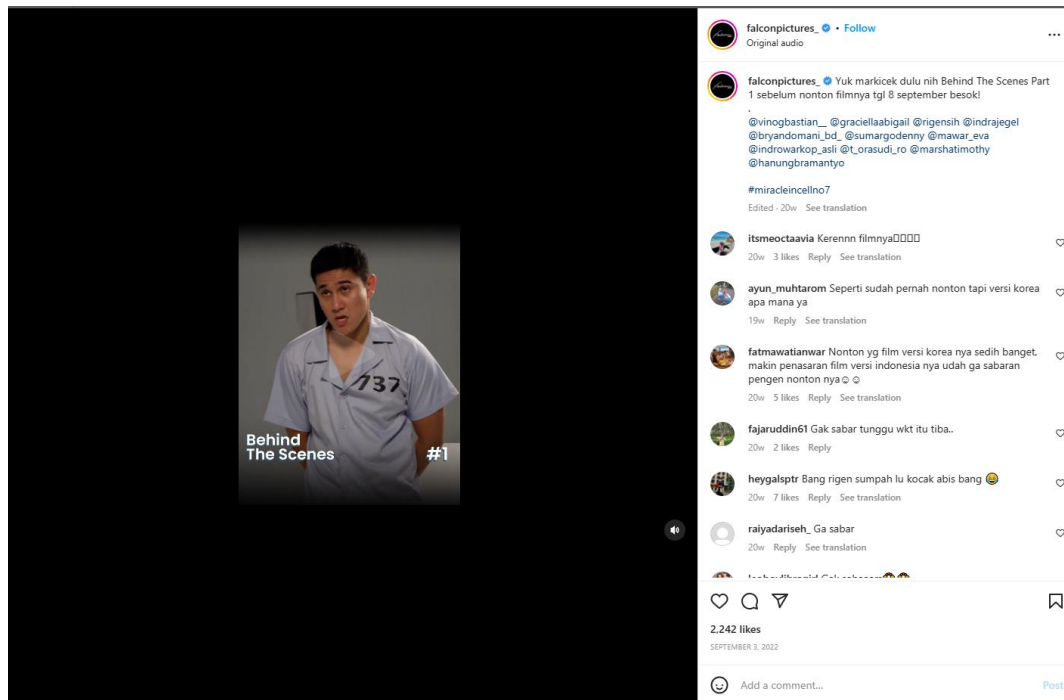 737
Behind
The Scenes
#1
falconpictures_ • Follow
Original audio
falconpictures_ Yuk markicek dulu nih Behind The Scenes Part
1 sebelum nonton filmnya tgl 8 september besok!
.
@vinogbastian__ @graciellaabigail @rigensih @indrajegel
@bryandomani_bd_ @sumargodenny @mawar_eva
@indrowarkop_asli @t_orasudi_ro @marshatimothy
@hanungbramantyo
#miracleincellno7
Edited · 20w See translation
itsmeoctaavia Kerennn filmnya▯▯▯▯
20w 3 likes Reply See translation
ayun_muhtarom Seperti sudah pernah nonton tapi versi korea
apa mana ya
19w Reply See translation
fatmawatianwar Nonton yg film versi korea nya sedih banget.
makin penasaran film versi indonesia nya udah ga sabaran
pengen nonton nya☺☺
20w 5 likes Reply See translation
fajaruddin61 Gak sabar tunggu wkt itu tiba..
20w 2 likes Reply
heygalsptr Bang rigen sumpah lu kocak abis bang 😂
20w 7 likes Reply See translation
raiyadariseh_ Ga sabar
20w Reply See translation
2,242 likes
SEPTEMBER 3, 2022
Add a comment...
Post